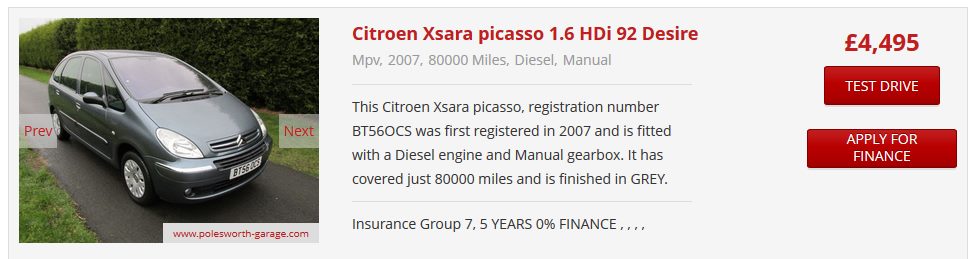 Citroen Xsara picasso 1.6 HDi 92 Desire
Mpv, 2007, 80000 Miles, Diesel, Manual
This Citroen Xsara picasso, registration number
BT56OCS was first registered in 2007 and is fitted
with a Diesel engine and Manual gearbox. It has
covered just 80000 miles and is finished in GREY.
Insurance Group 7, 5 YEARS 0% FINANCE , , , ,
£4,495
TEST DRIVE
APPLY FOR
FINANCE
Prev
Next
BT56 OCS
www.polesworth-garage.com